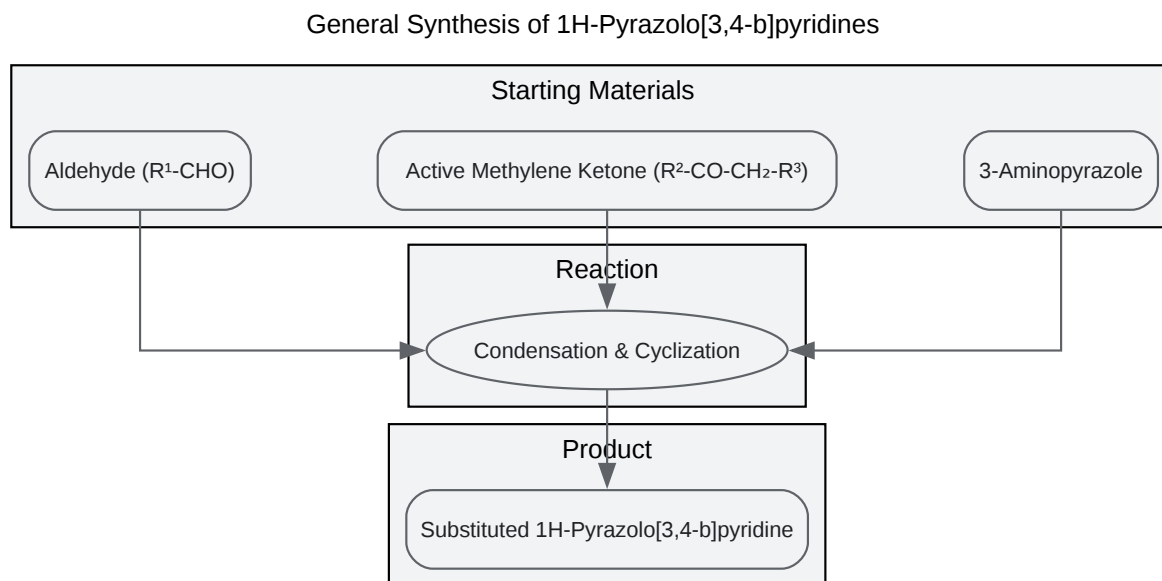 General Synthesis of 1H-Pyrazolo[3,4-b]pyridines
Starting Materials
Aldehyde (R¹-CHO)
Active Methylene Ketone (R²-CO-CH₂-R³)
3-Aminopyrazole
Reaction
Condensation & Cyclization
Product
Substituted 1H-Pyrazolo[3,4-b]pyridine